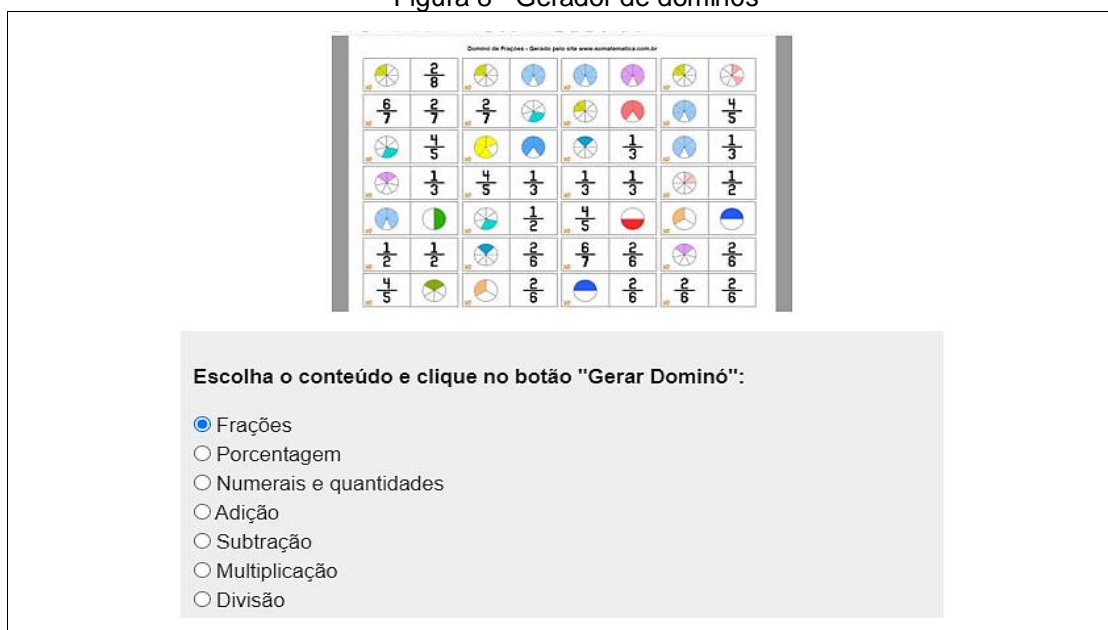 Figura 8 - Gerador de dominós
Dominó de Frações - Gerado pelo site www.somatematica.com.br
2/8
6/7 2/7 2/7 4/5
4/5 1/3 1/3
1/3 4/5 1/3 1/3 1/3 1/2
1/2 4/5
1/2 1/2 2/6 6/7 2/6 2/6
4/5 2/6 2/6 2/6 2/6
Escolha o conteúdo e clique no botão "Gerar Dominó":
Frações
Porcentagem
Numerais e quantidades
Adição
Subtração
Multiplicação
Divisão